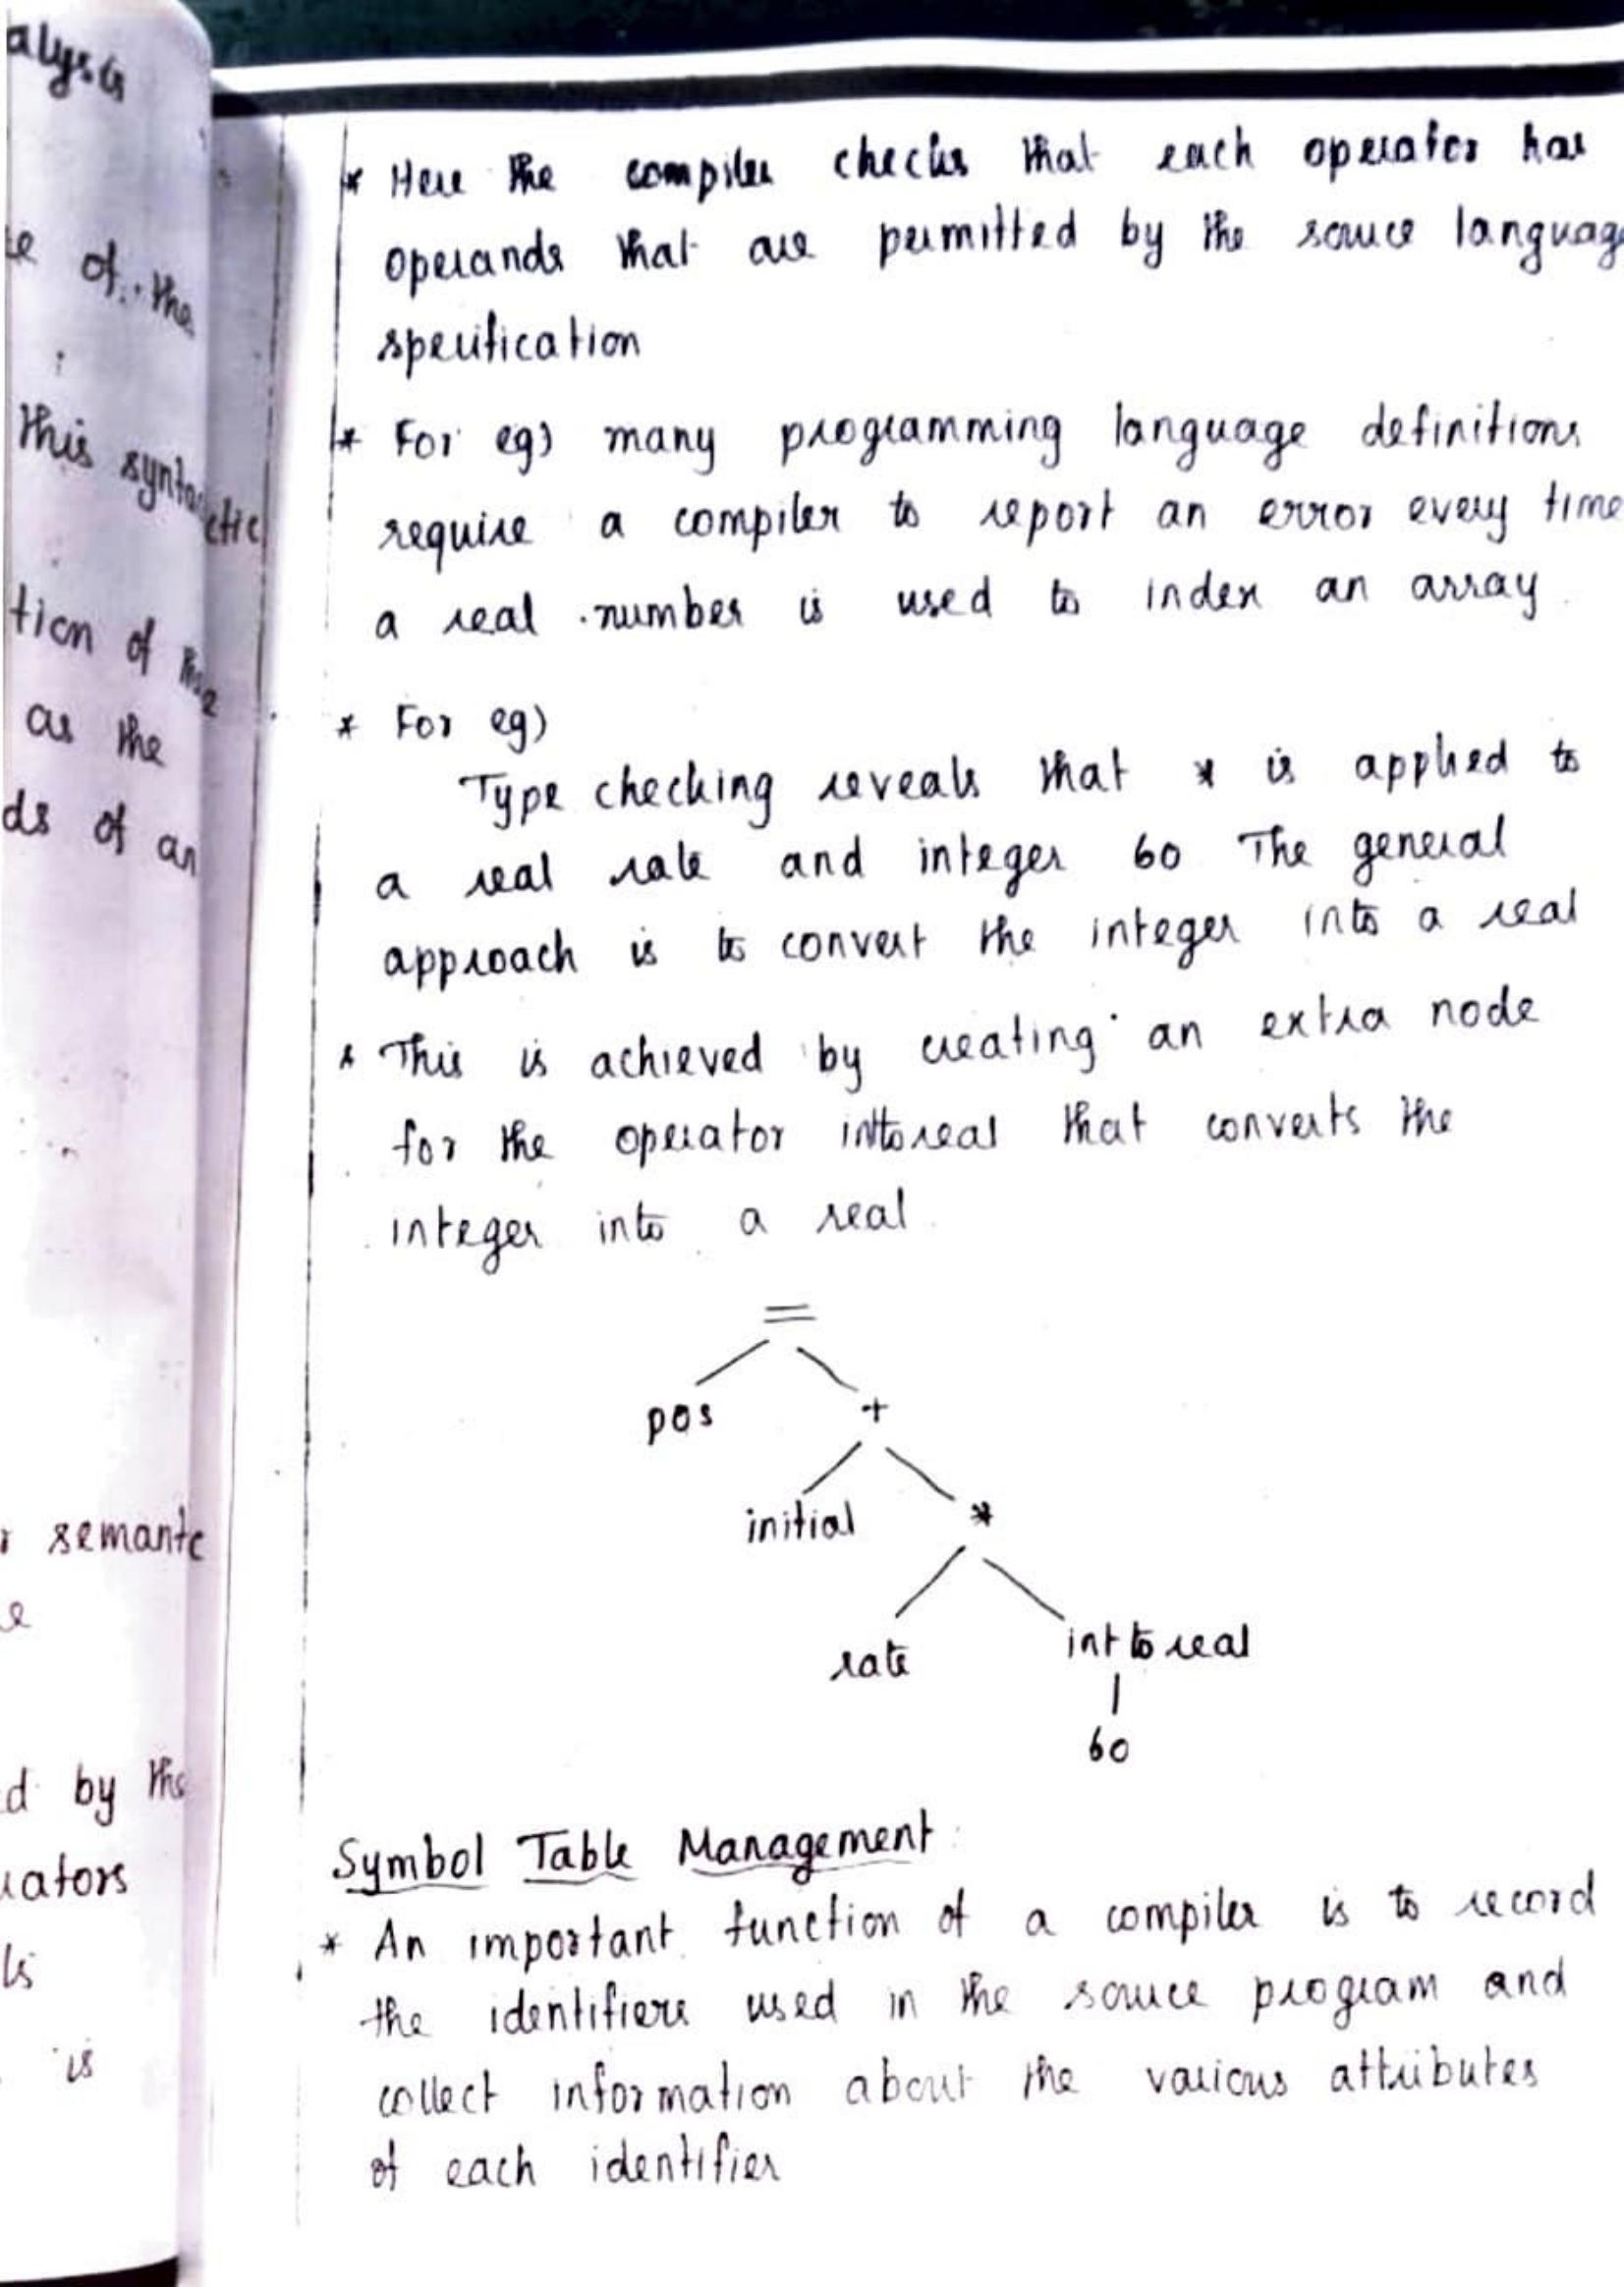 alysis
te of the
this syntactic
tion of
as the
ds of an
semantc
e
d by the
ators
ls
is
* Here the compiler checks that each operator has
operands that are permitted by the source language
specification
* For eg) many programming language definitions
require a compiler to report an error every time
a real number is used to index an array
* For eg)
Type checking reveals that * is applied to
a real rate and integer 60 The general
approach is to convert the integer into a real
* This is achieved by creating an extra node
for the operator inttoreal that converts the
integer into a real.
=
pos +
initial *
rate int to real
60
Symbol Table Management:
* An important function of a compiler is to record
the identifiers used in the source program and
collect information about the various attributes
of each identifier